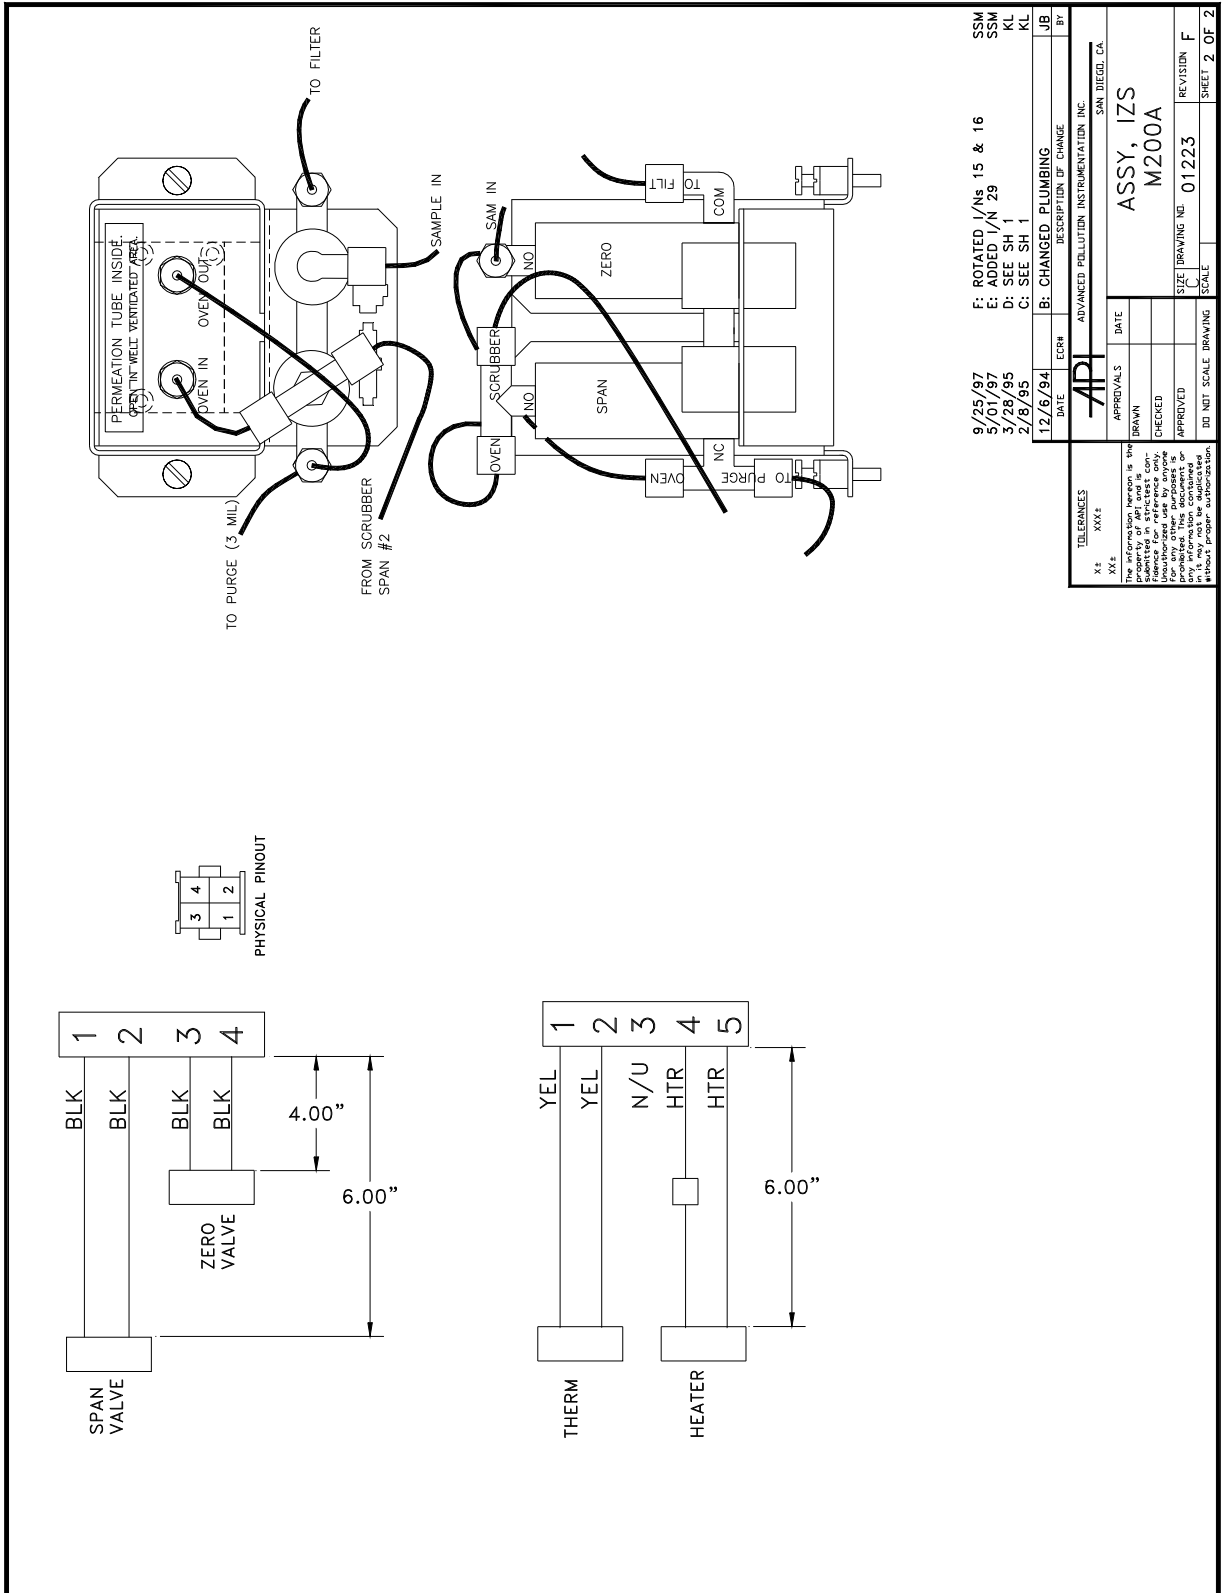 PERMEATION TUBE INSIDE.
OPEN IN WELL VENTILATED AREA.
OVEN IN
OVEN OUT
TO FILTER
SAMPLE IN
TO PURGE (3 MIL)
FROM SCRUBBER
SPAN #2
OVEN
SCRUBBER
SAM IN
NO
NO
SPAN
ZERO
NC
COM
OVEN
TO PURGE
TO
FILT
SPAN
VALVE
BLK
BLK
BLK
BLK
1
2
3
4
ZERO
VALVE
4.00"
6.00"
3
4
1
2
PHYSICAL PINOUT
THERM
HEATER
YEL
YEL
N/U
HTR
HTR
1
2
3
4
5
6.00"
9/25/97 F: ROTATED I/Ns 15 & 16 SSM
5/01/97 E: ADDED I/N 29 SSM
3/28/95 D: SEE SH 1 KL
2/8/95 C: SEE SH 1 KL
12/6/94 B: CHANGED PLUMBING JB
DATE ECR# DESCRIPTION OF CHANGE BY
TOLERANCES
X± XXX±
XX±
The information hereon is the
property of API and is
submitted in strictest con-
fidence for reference only.
Unauthorized use by anyone
for any other purposes is
prohibited. This document or
any information contained
in it may not be duplicated
without proper authorization.
API
ADVANCED POLLUTION INSTRUMENTATION INC.
SAN DIEGO, CA.
APPROVALS DATE
DRAWN
CHECKED
APPROVED
DO NOT SCALE DRAWING
ASSY, IZS
M200A
SIZE C
DRAWING NO. 01223
REVISION F
SCALE
SHEET 2 OF 2